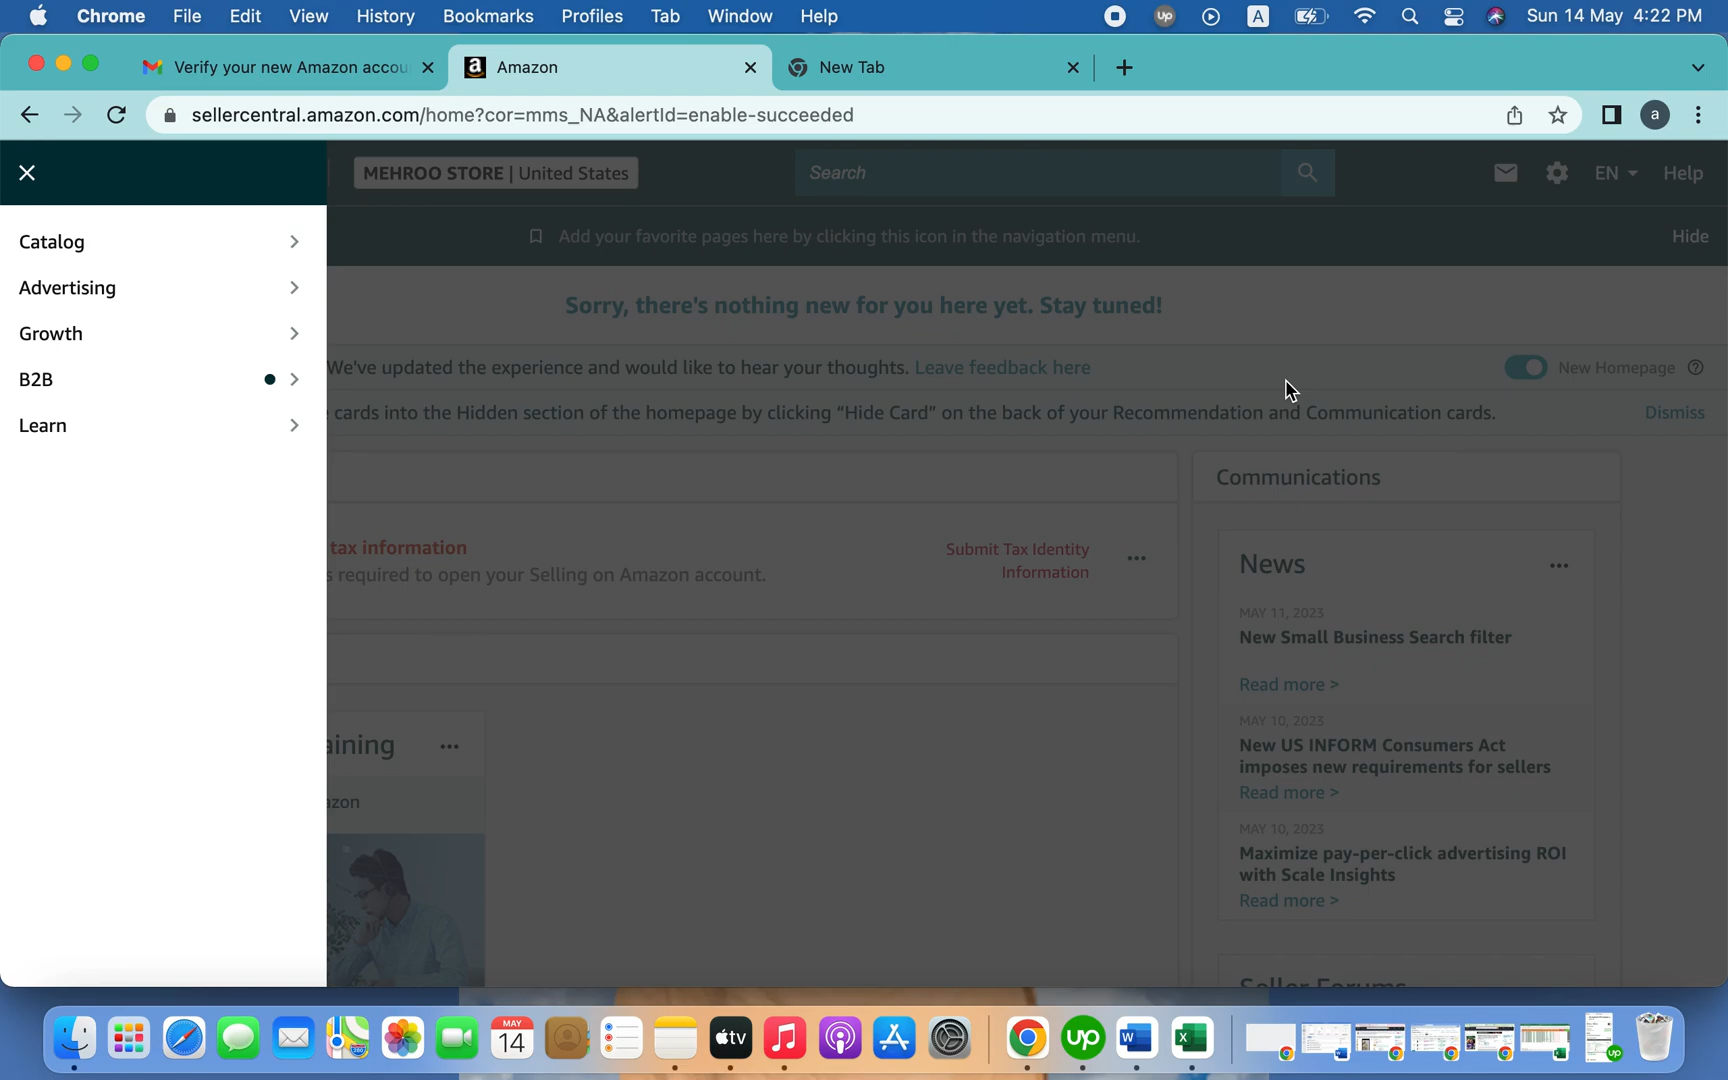 Chrome File Edit View History Bookmarks Profiles Tab Window Help
A Sun 14 May 4:22 PM
Verify your new Amazon accou
Amazon
New Tab
sellercentral.amazon.com/home?cor=mms_NA&alertId=enable-succeeded
a
MEHROO STORE | United States
Search
EN
Help
Add your favorite pages here by clicking this icon in the navigation menu.
Hide
Catalog
Advertising
Growth
B2B
Learn
Sorry, there's nothing new for you here yet. Stay tuned!
We've updated the experience and would like to hear your thoughts. Leave feedback here
New Homepage
cards into the Hidden section of the homepage by clicking "Hide Card" on the back of your Recommendation and Communication cards.
Dismiss
tax information
s required to open your Selling on Amazon account.
Submit Tax Identity
Information
aining
azon
Communications
News
MAY 11, 2023
New Small Business Search filter
Read more >
MAY 10, 2023
New US INFORM Consumers Act
imposes new requirements for sellers
Read more >
MAY 10, 2023
Maximize pay-per-click advertising ROI
with Scale Insights
Read more >
Seller Forums
MAY
14
tv
up
W
X